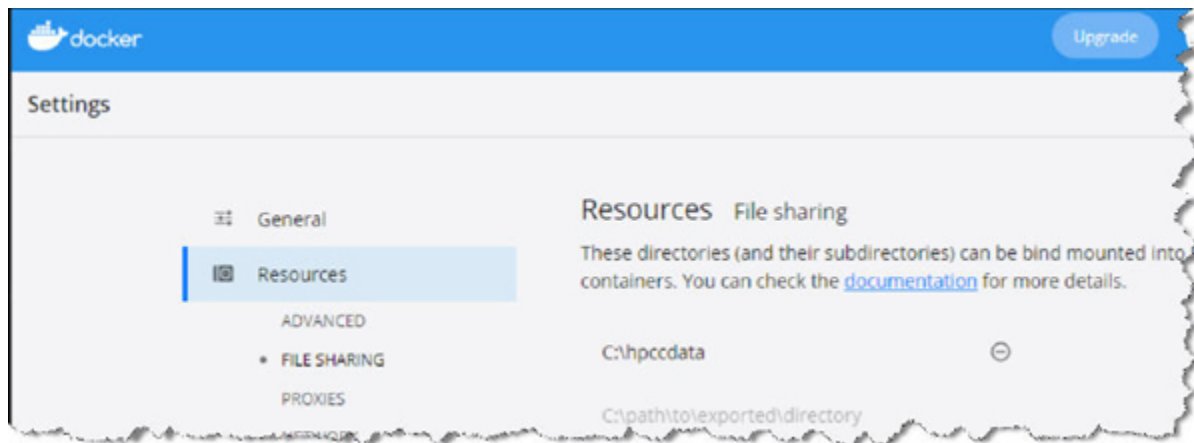 docker
Upgrade
Settings
General
Resources
ADVANCED
FILE SHARING
PROXIES
NETWORK
Resources File sharing
These directories (and their subdirectories) can be bind mounted into
containers. You can check the documentation for more details.
C:\hpccdata
C:\path\to\exported\directory